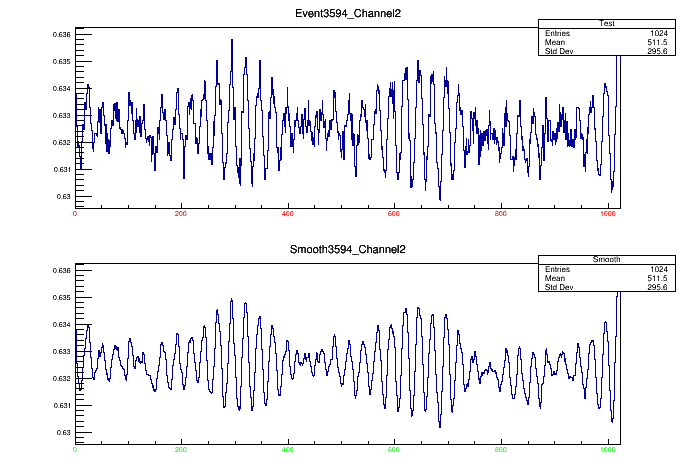 Event3594_Channel2
Test
Entries 1024
Mean 511.5
Std Dev 295.6
0.636
0.635
0.634
0.633
0.632
0.631
0.63
0 200 400 600 800 1000
Smooth3594_Channel2
Smooth
Entries 1024
Mean 511.5
Std Dev 295.6
0.636
0.635
0.634
0.633
0.632
0.631
0.63
0 200 400 600 800 1000